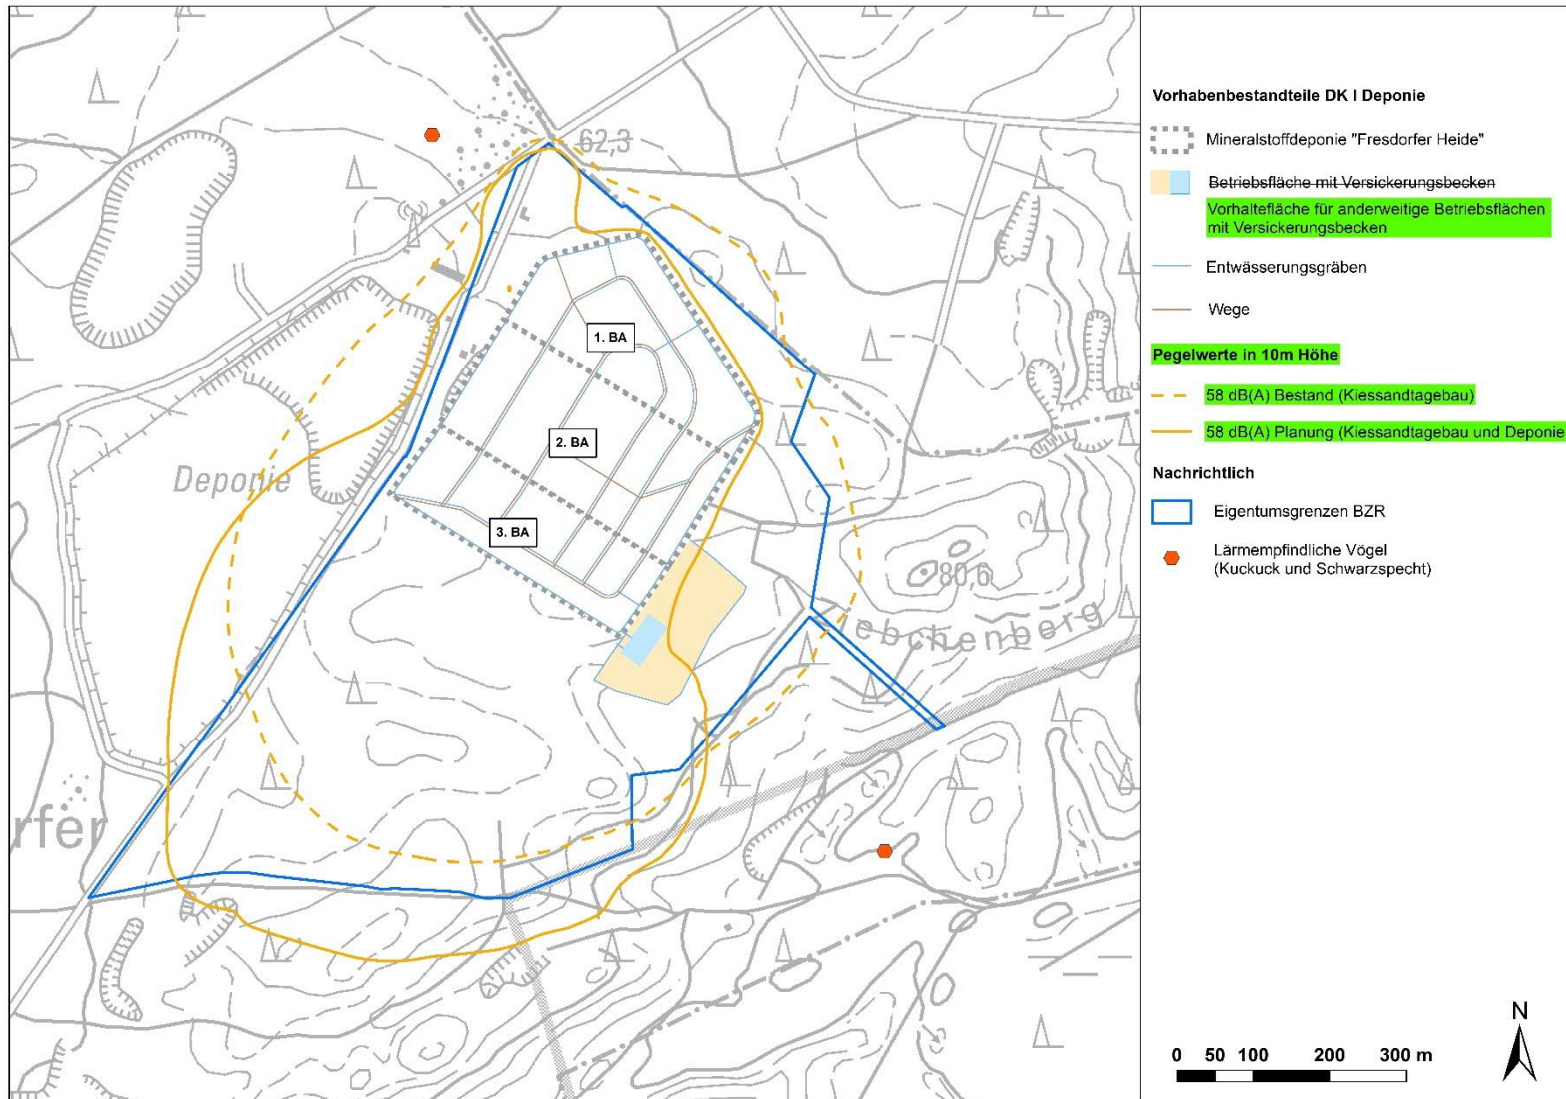 62,3
1. BA
2. BA
Deponie
3. BA
80,6
iebchenberg
rfer
Vorhabenbestandteile DK I Deponie
Mineralstoffdeponie "Fresdorfer Heide"
Betriebsfläche mit Versickerungsbecken
Vorhaltefläche für anderweitige Betriebsflächen
mit Versickerungsbecken
Entwässerungsgräben
Wege
Pegelwerte in 10m Höhe
58 dB(A) Bestand (Kiessandtagebau)
58 dB(A) Planung (Kiessandtagebau und Deponie
Nachrichtlich
Eigentumsgrenzen BZR
Lärmempfindliche Vögel
(Kuckuck und Schwarzspecht)
N
0 50 100 200 300 m